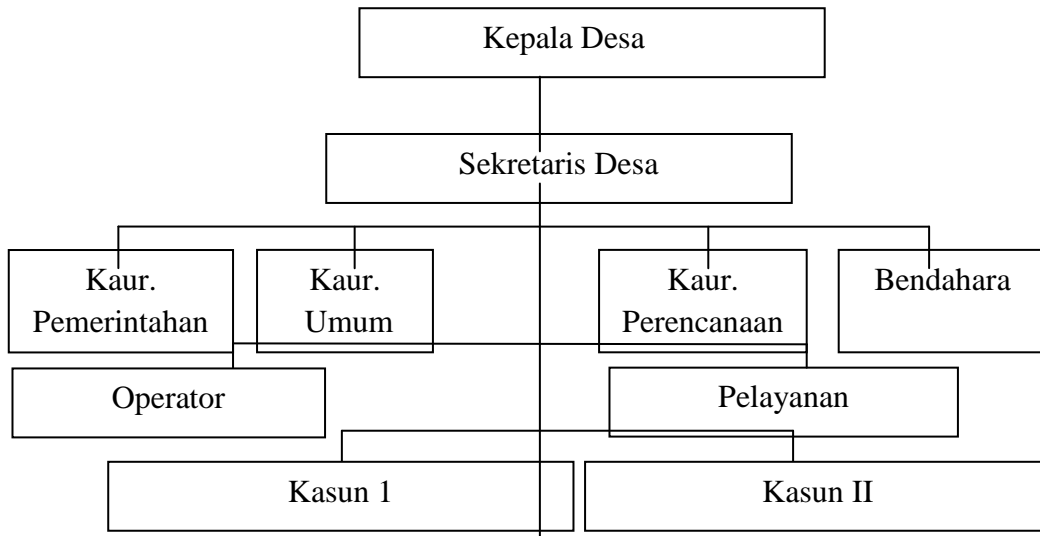 Kepala Desa
Sekretaris Desa
Kaur.
Pemerintahan
Kaur.
Umum
Kaur.
Perencanaan
Bendahara
Operator
Pelayanan
Kasun 1
Kasun II